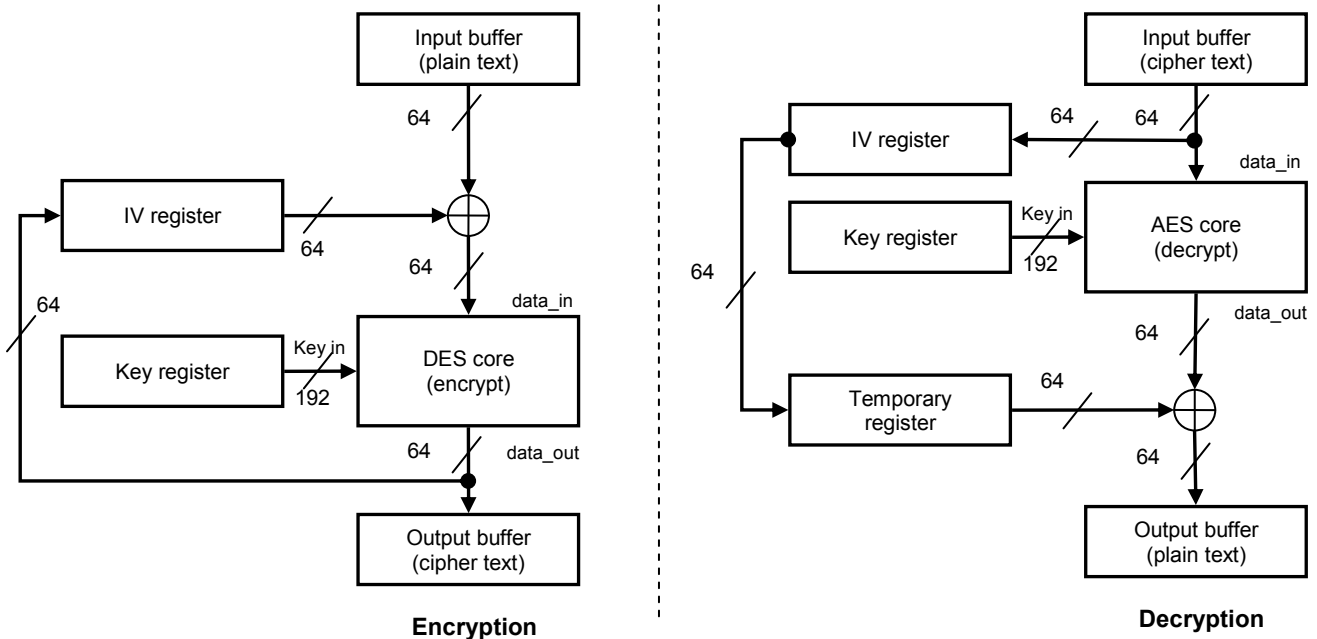 Input buffer
(plain text)
64
IV register
64
64
64
data_in
Key register
Key in
192
DES core
(encrypt)
64
data_out
Output buffer
(cipher text)
Encryption
Input buffer
(cipher text)
64
64
IV register
data_in
Key register
Key in
192
AES core
(decrypt)
64
data_out
64
Temporary
register
64
64
Output buffer
(plain text)
Decryption